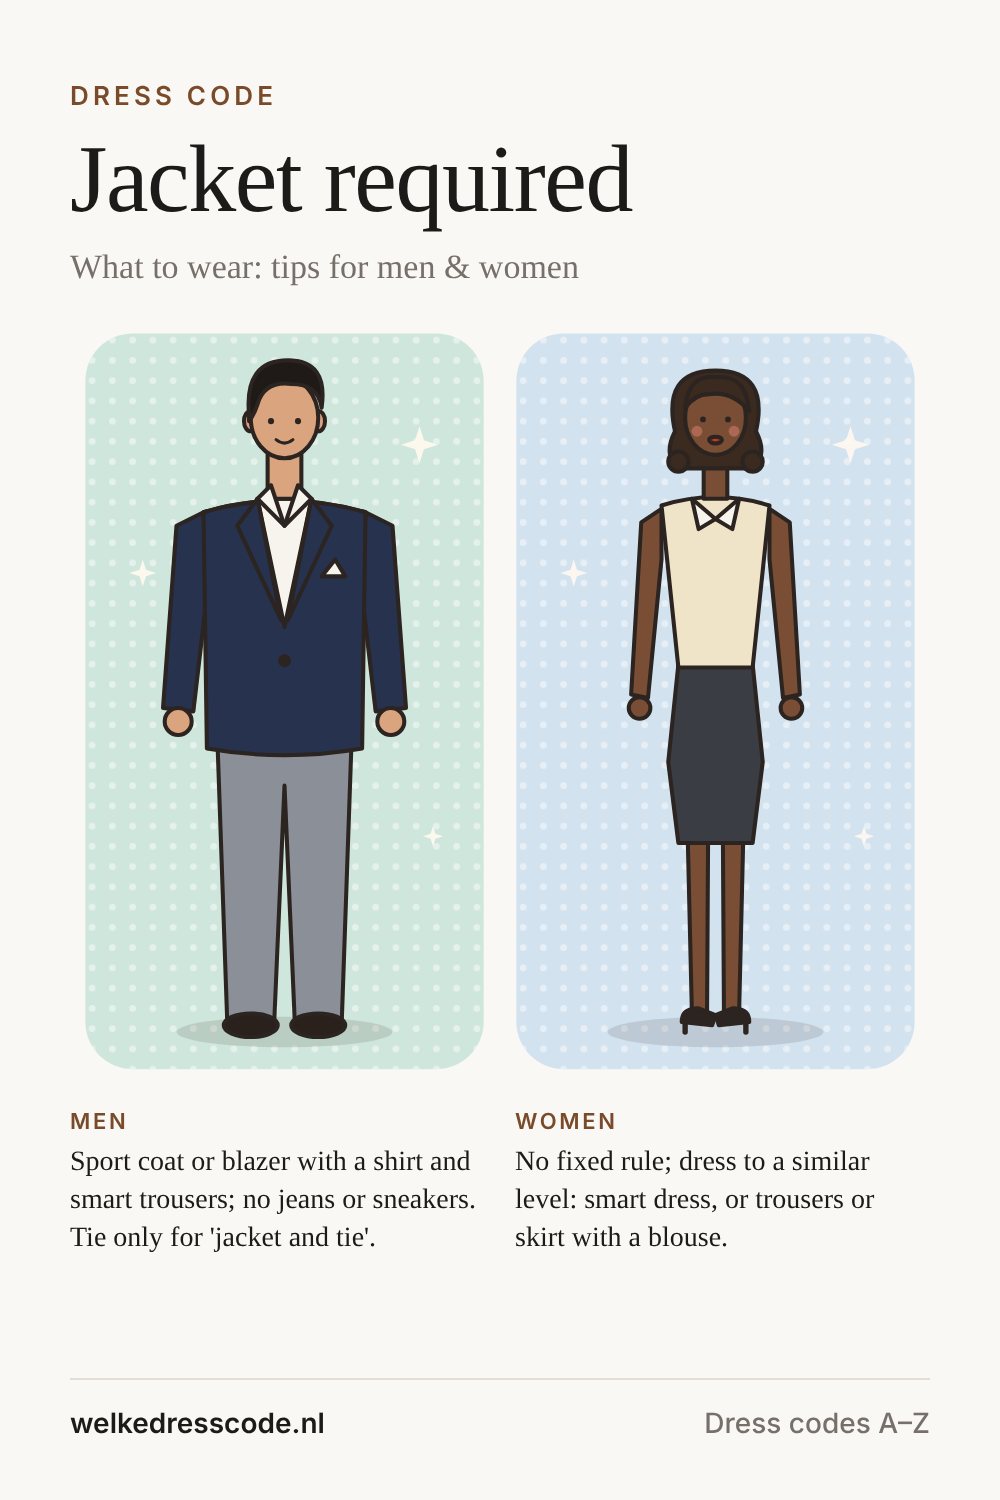 DRESS CODE
Jacket required
What to wear: tips for men & women
MEN
Sport coat or blazer with a shirt and
smart trousers; no jeans or sneakers.
Tie only for 'jacket and tie'.
WOMEN
No fixed rule; dress to a similar
level: smart dress, or trousers or
skirt with a blouse.
welkedresscode.nl
Dress codes A–Z